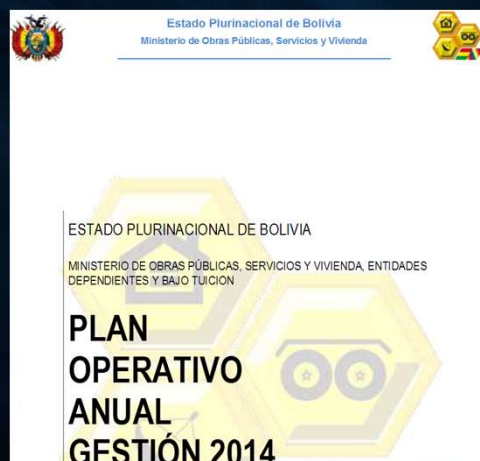 Estado Plurinacional de Bolivia
Ministerio de Obras Públicas, Servicios y Vivienda
ESTADO PLURINACIONAL DE BOLIVIA
MINISTERIO DE OBRAS PÚBLICAS, SERVICIOS Y VIVIENDA, ENTIDADES
DEPENDIENTES Y BAJO TUICION
PLAN
OPERATIVO
ANUAL
GESTIÓN 2014